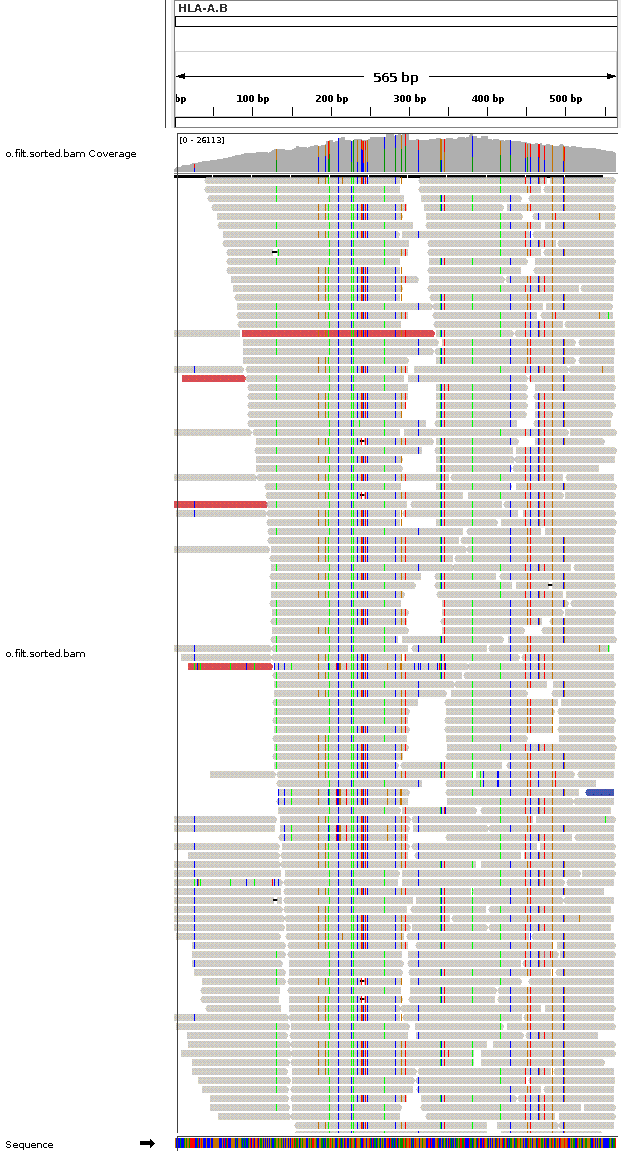 HLA-A.B
565 bp
bp 100 bp 200 bp 300 bp 400 bp 500 bp
[0 - 26113]
o.filt.sorted.bam Coverage
o.filt.sorted.bam
Sequence